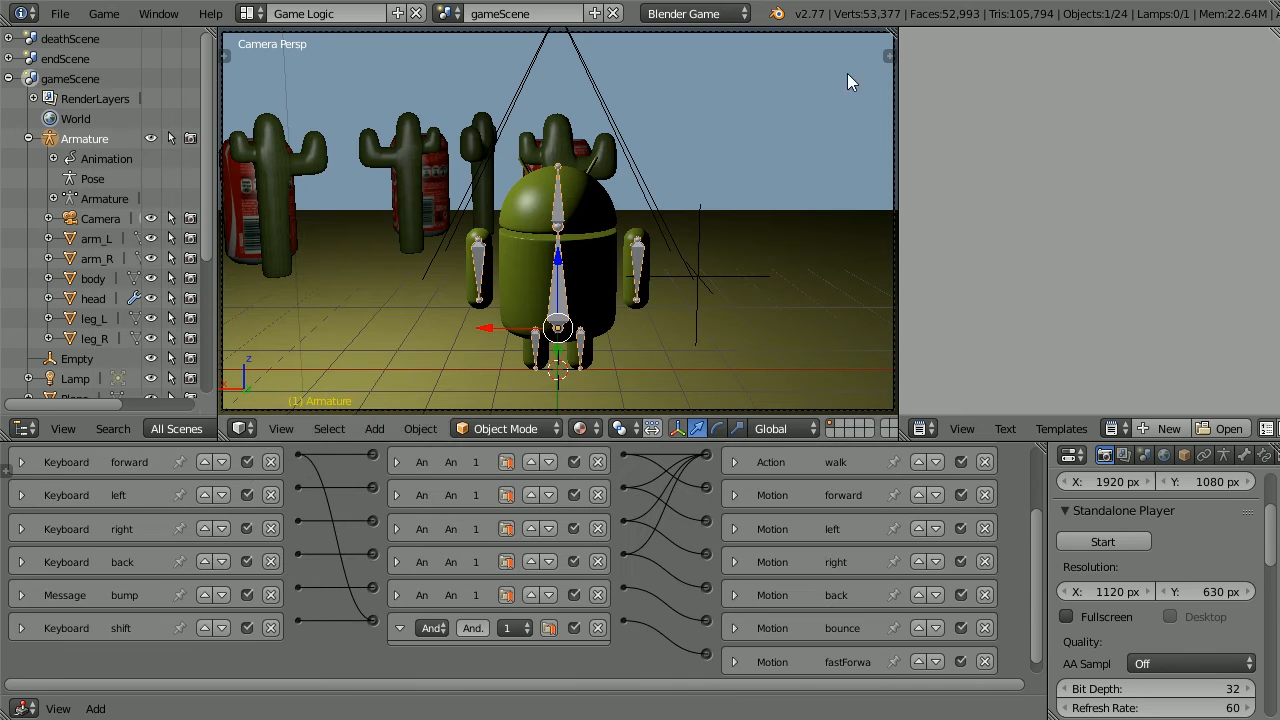 File Game Window Help Game Logic gameScene Blender Game v2.77 | Verts:53,377 | Faces:52,993 | Tris:105,794 | Objects:1/24 | Lamps:0/1 | Mem:22.64M |
deathScene
endScene
gameScene
RenderLayers
World
Armature
Animation
Pose
Armature
Camera
arm_L
arm_R
body
head
leg_L
leg_R
Empty
Lamp
Camera Persp
z
x
(1) Armature
View Search All Scenes
View Select Add Object Object Mode Global
View Text Templates New Open
Keyboard forward An An 1 Action walk
Keyboard left An An 1 Motion forward
Keyboard right An An 1 Motion left
Keyboard back An An 1 Motion right
Message bump An An 1 Motion back
Keyboard shift And And. 1 Motion bounce
Motion fastForwa
X: 1920 px Y: 1080 px
Standalone Player
Start
Resolution:
X: 1120 px Y: 630 px
Fullscreen Desktop
Quality:
AA Sampl Off
Bit Depth: 32
Refresh Rate: 60
View Add